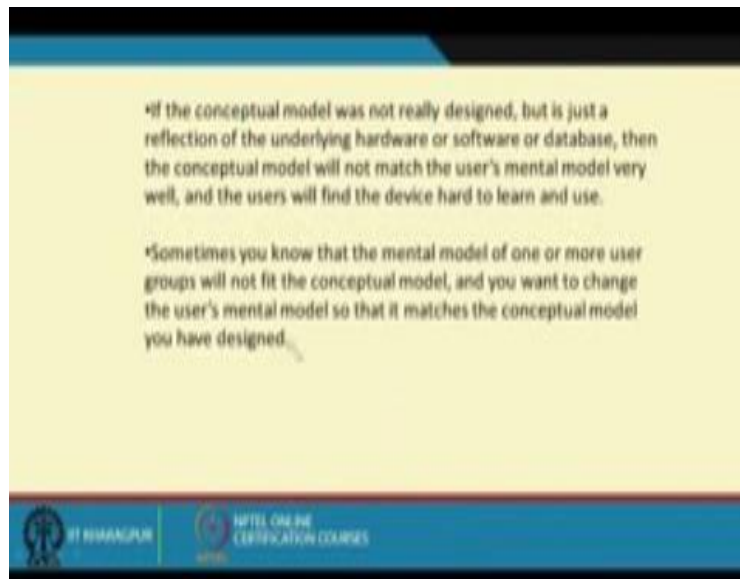 •If the conceptual model was not really designed, but is just a
reflection of the underlying hardware or software or database, then
the conceptual model will not match the user's mental model very
well, and the users will find the device hard to learn and use.
•Sometimes you know that the mental model of one or more user
groups will not fit the conceptual model, and you want to change
the user's mental model so that it matches the conceptual model
you have designed.
IIT KHARAGPUR
NPTEL ONLINE
CERTIFICATION COURSES
NPTEL